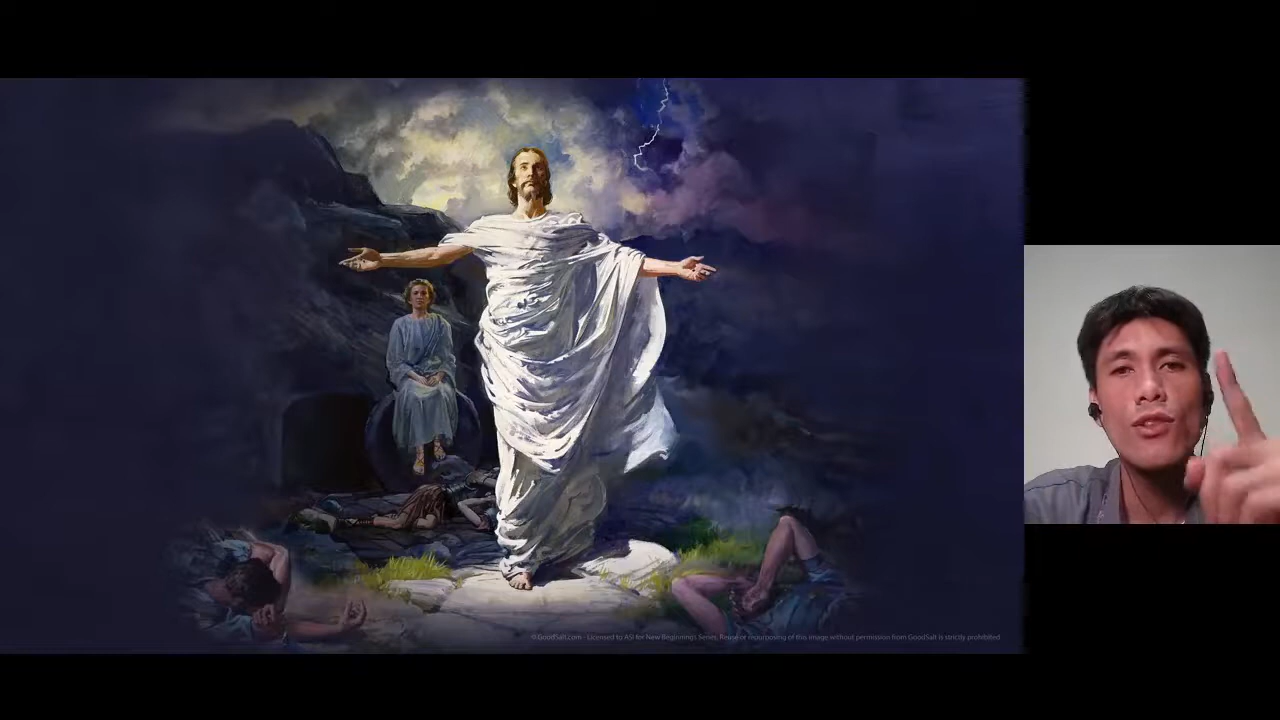 © GoodSalt.com - Licensed to ASI for New Beginnings Series. Reuse or repurposing of this image without permission from GoodSalt is strictly prohibited